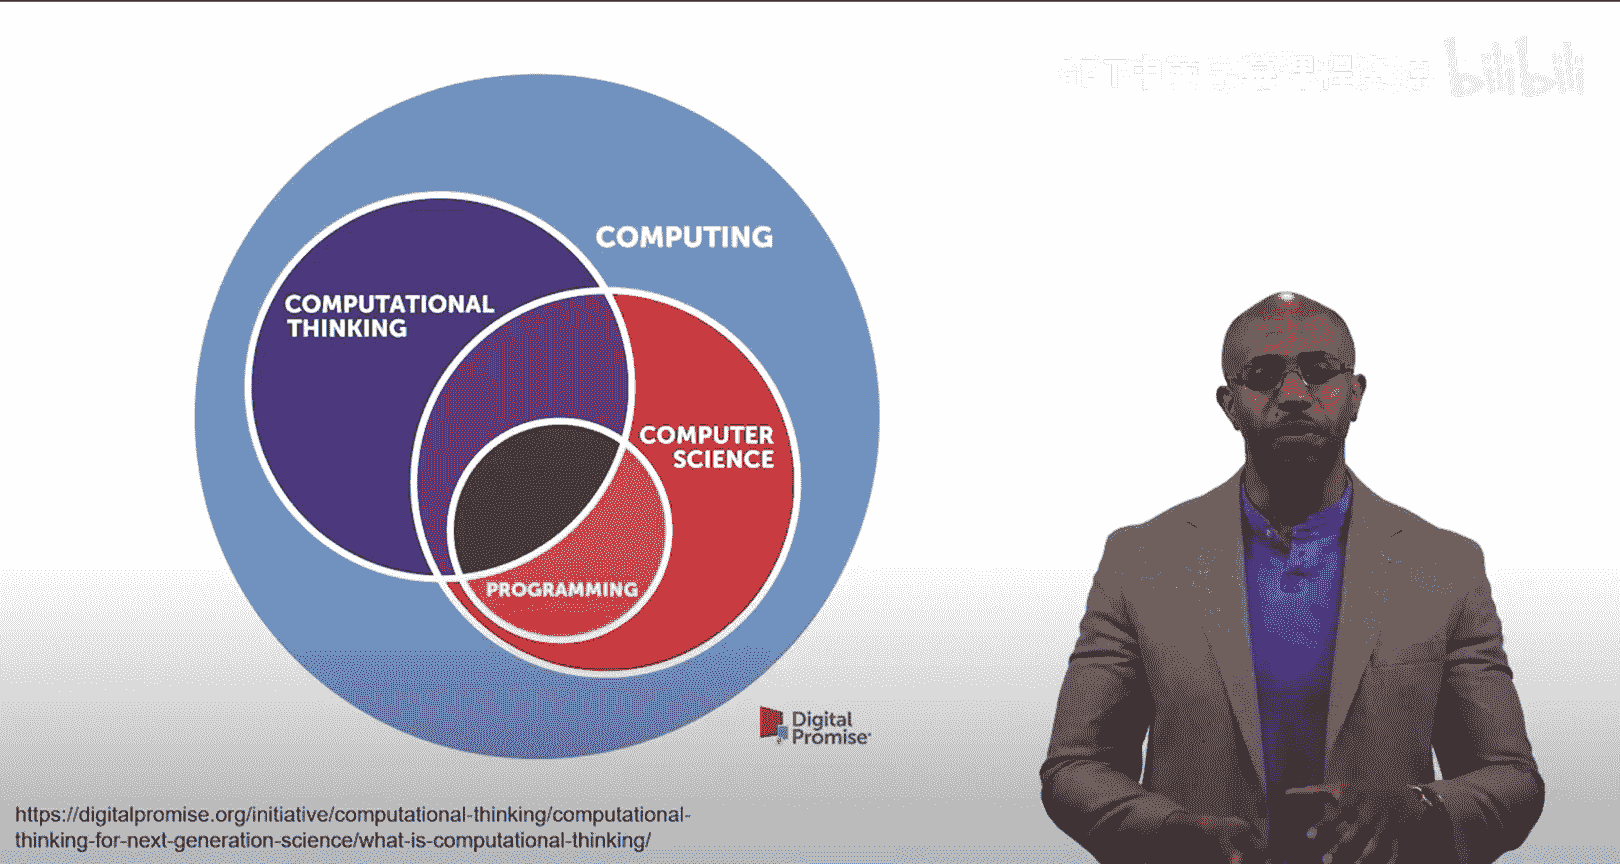 bilibili
COMPUTING
COMPUTATIONAL
THINKING
COMPUTER
SCIENCE
PROGRAMMING
Digital
Promise
https://digitalpromise.org/initiative/computational-thinking/computational-
thinking-for-next-generation-science/what-is-computational-thinking/